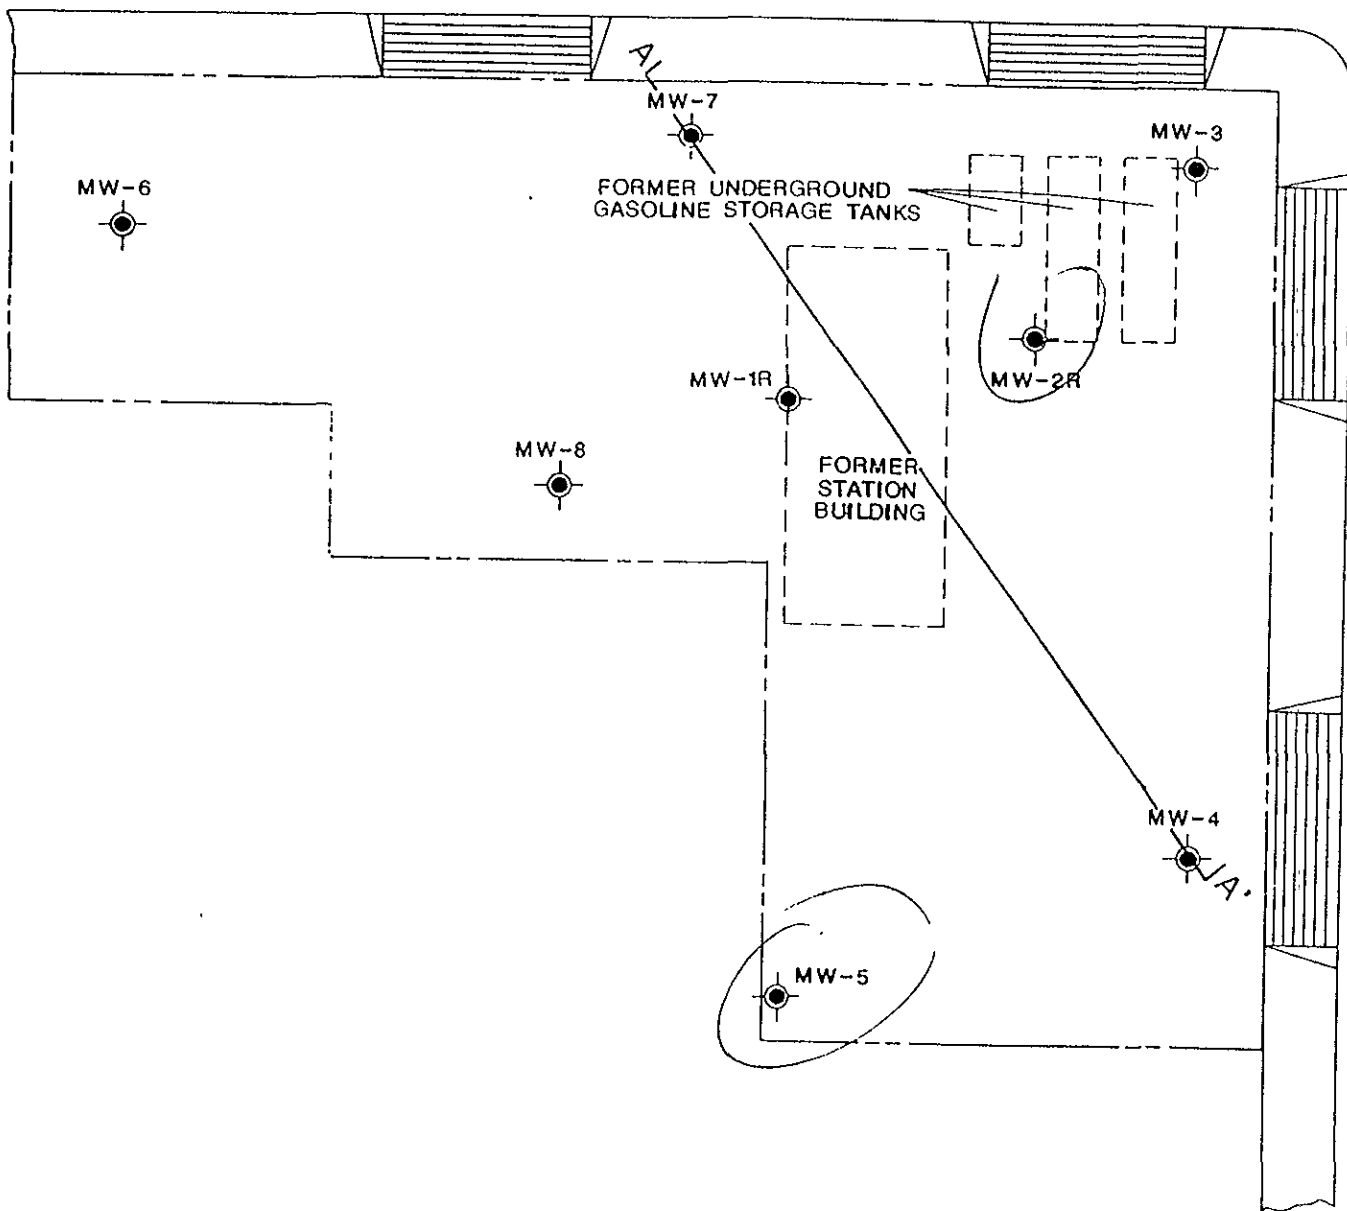 A
MW-7
MW-3
MW-6
FORMER UNDERGROUND
GASOLINE STORAGE TANKS
MW-2R
MW-1R
MW-8
FORMER
STATION
BUILDING
MW-4
A'
MW-5